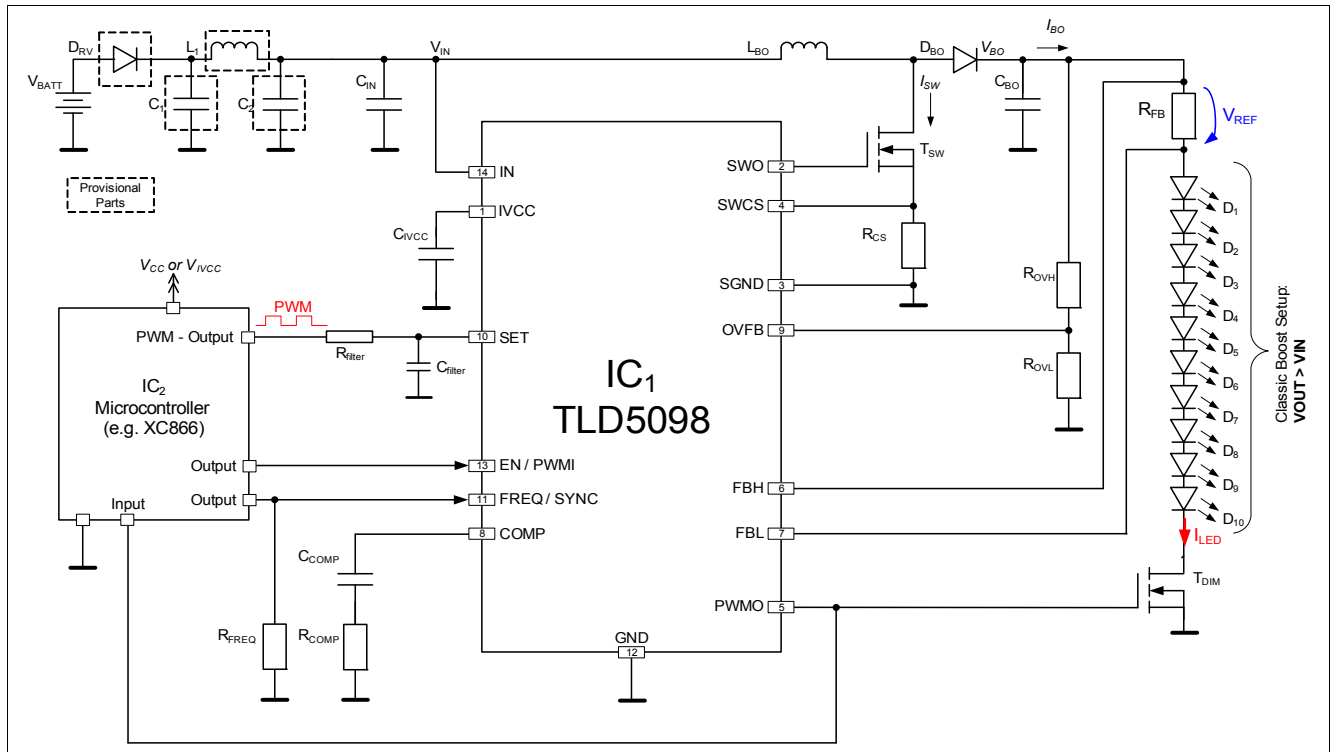 I_BO
D_RV
L_1
V_IN
L_BO
D_BO
V_BO
V_BATT
C_1
C_2
C_IN
I_SW
C_BO
R_FB
V_REF
T_SW
Provisional
Parts
14
IN
SWO
2
1
IVCC
SWCS
4
C_IVCC
R_CS
D_1
D_2
D_3
D_4
D_5
D_6
D_7
D_8
D_9
D_10
Classic Boost Setup:
VOUT > VIN
V_CC or V_IVCC
SGND
3
R_OVH
PWM
PWM - Output
R_filter
10
SET
OVFB
9
C_filter
R_OVL
IC_2
Microcontroller
(e.g. XC866)
IC_1
TLD5098
Output
13
EN / PWMI
Output
11
FREQ / SYNC
FBH
6
Input
8
COMP
FBL
7
I_LED
C_COMP
T_DIM
PWMO
5
R_FREQ
R_COMP
GND
12